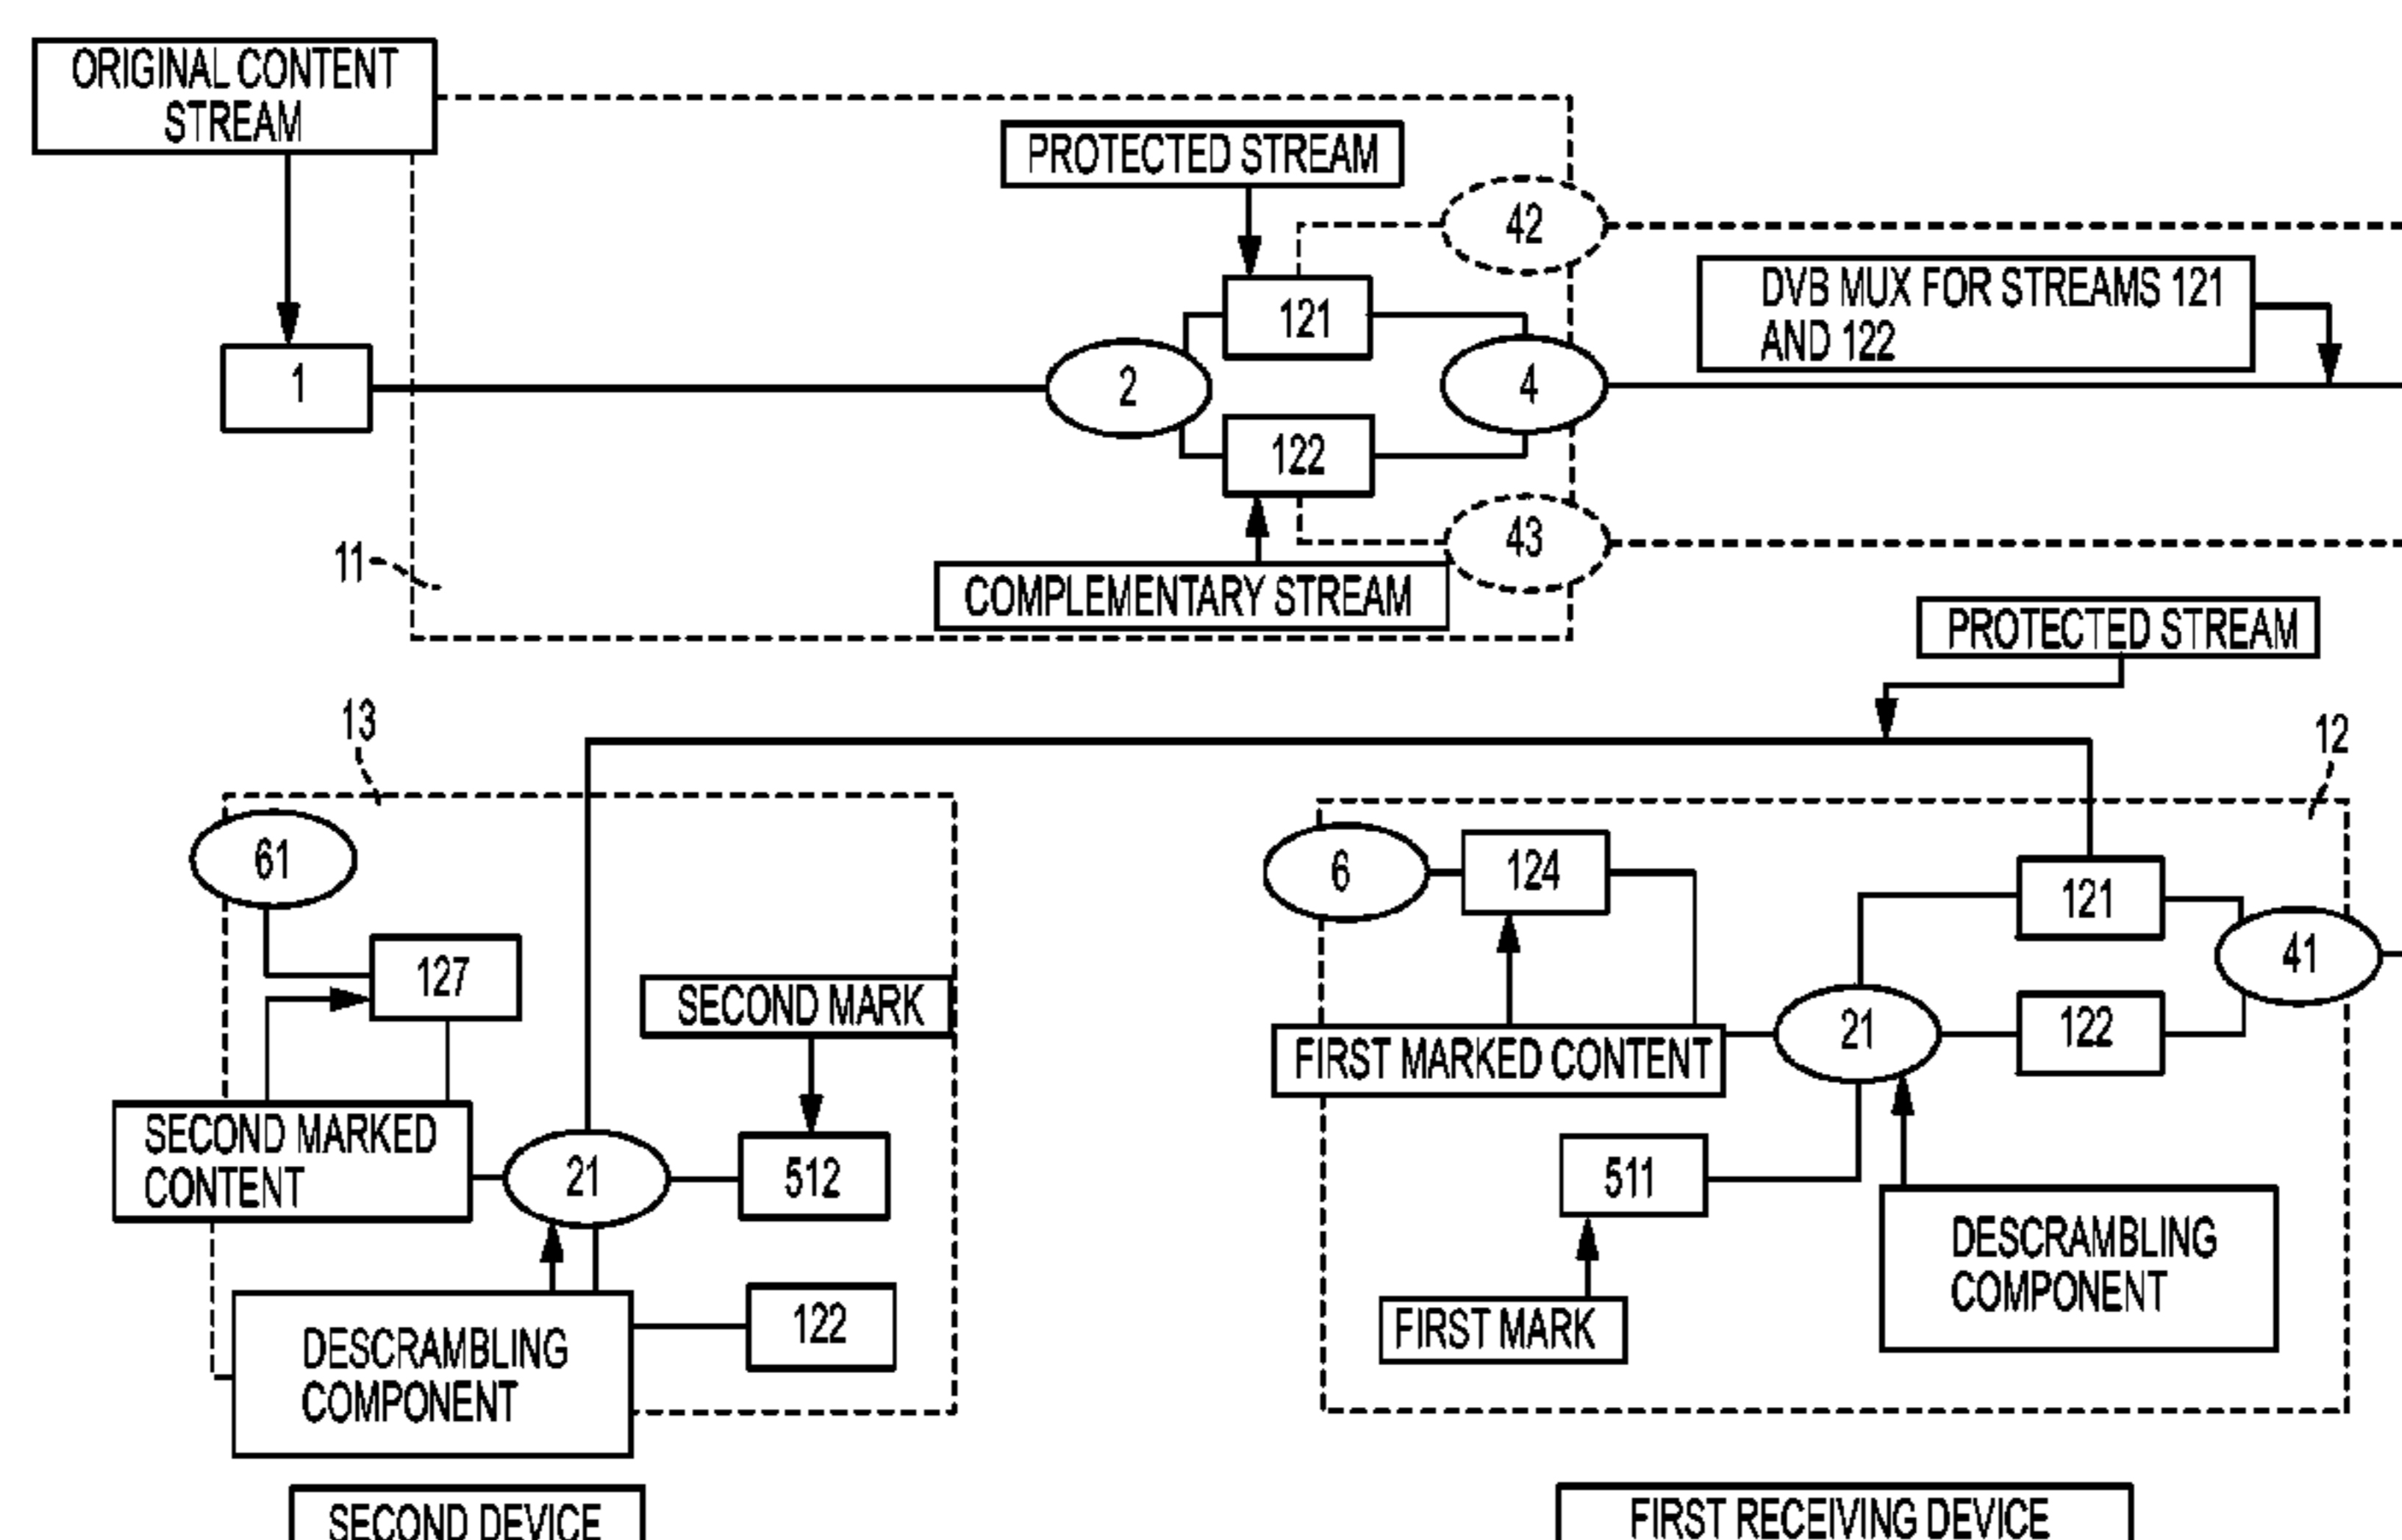 ORIGINAL CONTENT
STREAM
PROTECTED STREAM
42
121
DVB MUX FOR STREAMS 121
AND 122
1
2
4
122
43
11
COMPLEMENTARY STREAM
PROTECTED STREAM
13
12
61
127
SECOND MARK
SECOND MARKED
CONTENT
21
512
DESCRAMBLING
COMPONENT
122
SECOND DEVICE
6
124
121
41
FIRST MARKED CONTENT
21
122
511
DESCRAMBLING
COMPONENT
FIRST MARK
FIRST RECEIVING DEVICE